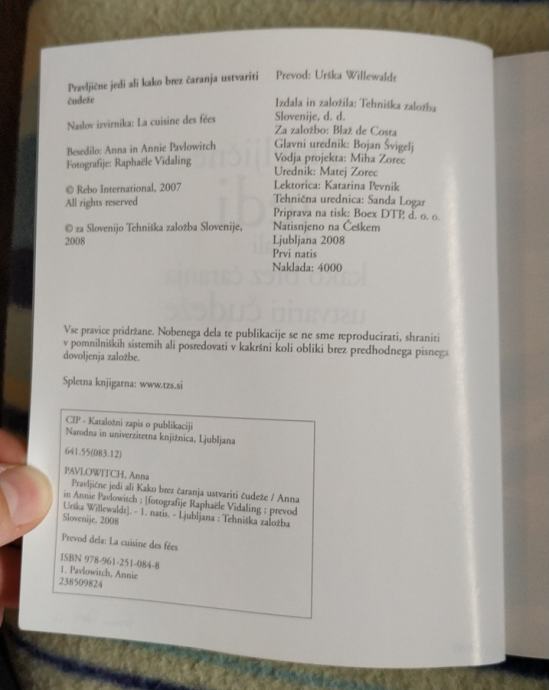 Pravljične jedi ali kako brez čaranja ustvariti
čudeže
Naslov izvirnika: La cuisine des fées
Besedilo: Anna in Annie Pavlowitch
Fotografije: Raphaële Vidaling
© Rebo International, 2007
All rights reserved
© za Slovenijo Tehniška založba Slovenije,
2008
Prevod: Urška Willewaldt
Izdala in založila: Tehniška založba
Slovenije, d. d.
Za založbo: Blaž de Costa
Glavni urednik: Bojan Švigelj
Vodja projekta: Miha Zorec
Urednik: Matej Zorec
Lektorica: Katarina Pevnik
Tehnična urednica: Sanda Logar
Priprava na tisk: Boex DTP, d. o. o.
Natisnjeno na Češkem
Ljubljana 2008
Prvi natis
Naklada: 4000
Vse pravice pridržane. Nobenega dela te publikacije se ne sme reproducirati, shraniti
v pomnilniških sistemih ali posredovati v kakršni koli obliki brez predhodnega pisnega
dovoljenja založbe.
Spletna knjigarna: www.tzs.si
CIP - Kataložni zapis o publikaciji
Narodna in univerzitetna knjižnica, Ljubljana
641.55(083.12)
PAVLOWITCH, Anna
Pravljične jedi ali Kako brez čaranja ustvariti čudeže / Anna
in Annie Pavlowitch ; [fotografije Raphaële Vidaling ; prevod
Urška Willewaldt]. - 1. natis. - Ljubljana : Tehniška založba
Slovenije, 2008
Prevod dela: La cuisine des fées
ISBN 978-961-251-084-8
1. Pavlowitch, Annie
238509824